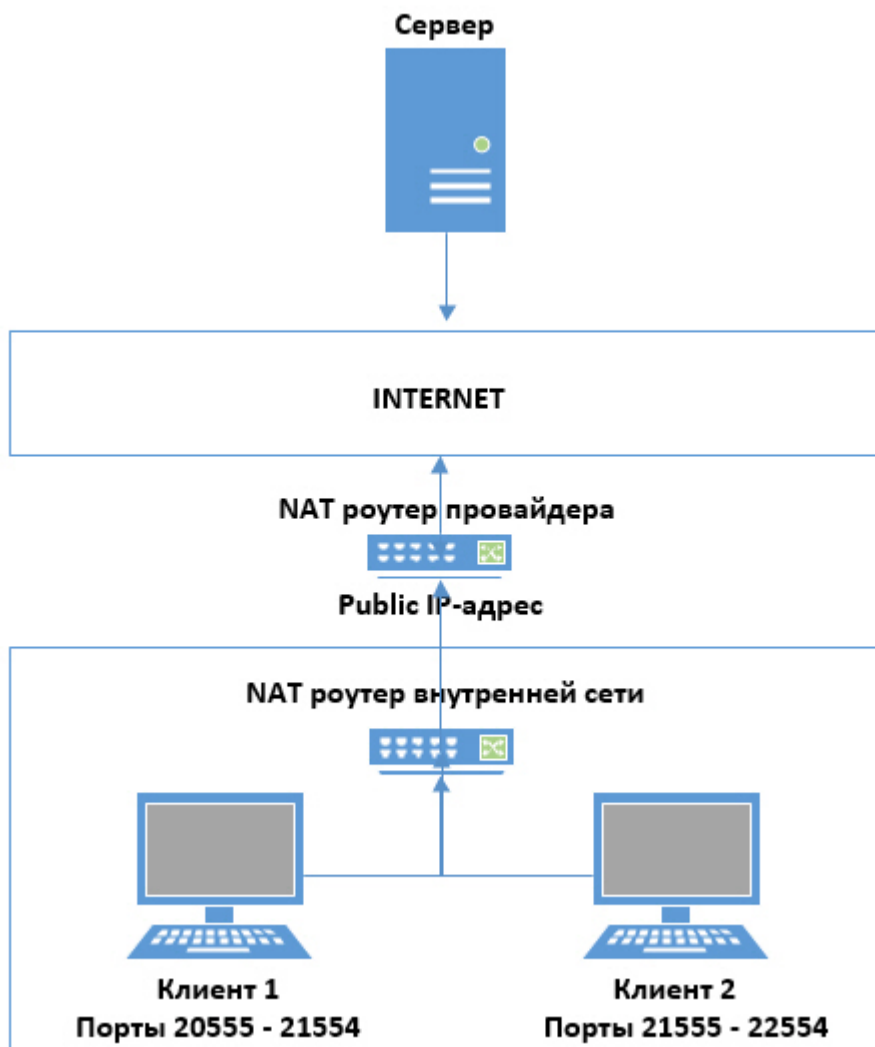 Сервер
INTERNET
NAT роутер провайдера
Public IP-адрес
NAT роутер внутренней сети
Клиент 1
Порты 20555 - 21554
Клиент 2
Порты 21555 - 22554